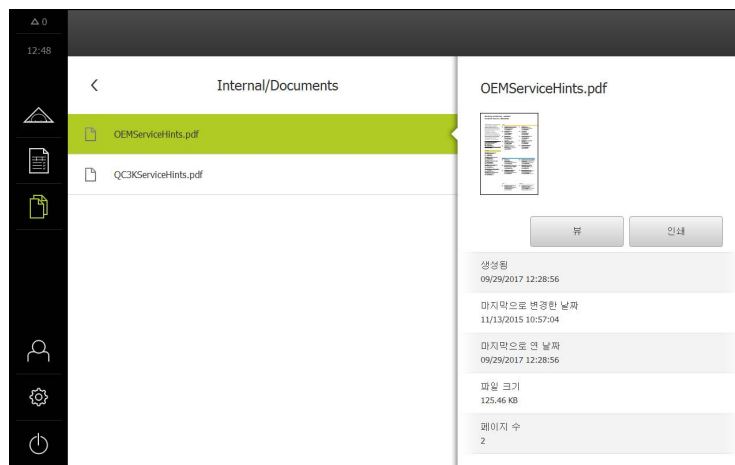 0
12:48
Internal/Documents
OEMServiceHints.pdf
QC3KServiceHints.pdf
OEMServiceHints.pdf
뷰
인쇄
생성됨
09/29/2017 12:28:56
마지막으로 변경한 날짜
11/13/2015 10:57:04
마지막으로 연 날짜
09/29/2017 12:28:56
파일 크기
125.46 KB
페이지 수
2